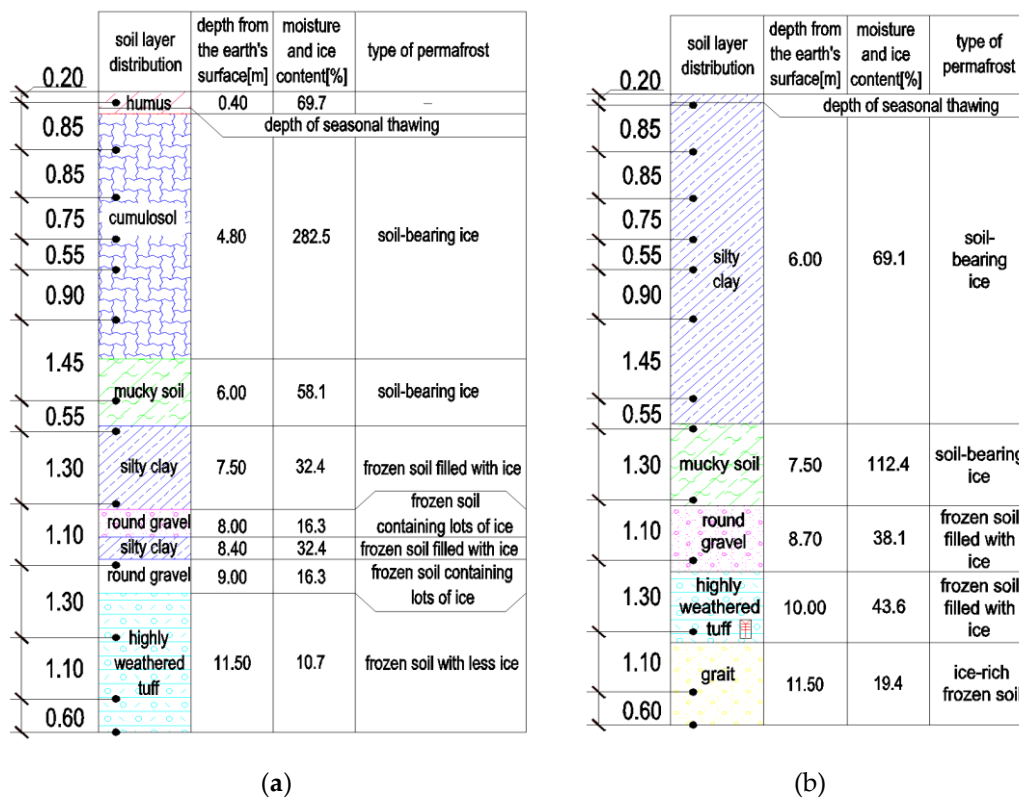 soil layer
distribution
depth from
the earth's
surface[m]
moisture
and ice
content[%]
type of permafrost
0.20
humus
0.40
69.7
–
depth of seasonal thawing
0.85
0.85
0.75
0.55
0.90
1.45
0.55
1.30
1.10
1.30
1.10
0.60
cumulosol
4.80
282.5
soil-bearing ice
mucky soil
6.00
58.1
soil-bearing ice
silty clay
7.50
32.4
frozen soil filled with ice
round gravel
8.00
16.3
frozen soil
containing lots of ice
silty clay
8.40
32.4
frozen soil filled with ice
round gravel
9.00
16.3
frozen soil containing
lots of ice
highly
weathered
tuff
11.50
10.7
frozen soil with less ice
(a)
soil layer
distribution
depth from
the earth's
surface[m]
moisture
and ice
content[%]
type of
permafrost
0.20
depth of seasonal thawing
0.85
0.85
0.75
0.55
0.90
1.45
0.55
1.30
1.10
1.30
1.10
0.60
silty
clay
6.00
69.1
soil-
bearing
ice
mucky soil
7.50
112.4
soil-bearing
ice
round
gravel
8.70
38.1
frozen soil
filled with
ice
highly
weathered
tuff
10.00
43.6
frozen soil
filled with
ice
grait
11.50
19.4
ice-rich
frozen soil
(b)